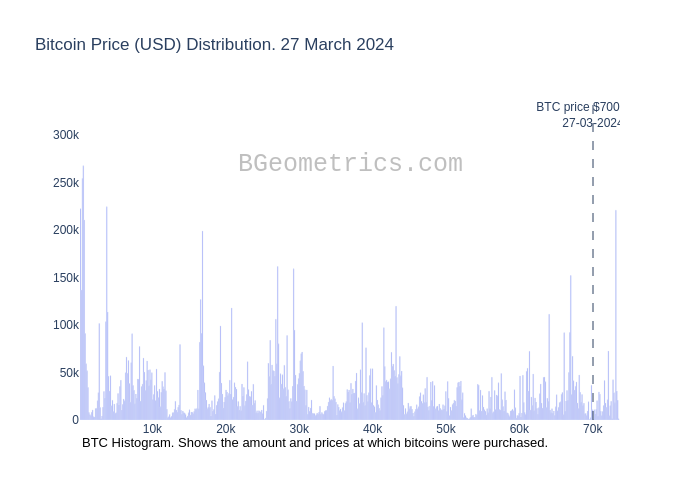 Bitcoin Price (USD) Distribution. 27 March 2024
BTC price $700
27-03-2024
300k
BGeometrics.com
250k
200k
150k
100k
50k
0
10k 20k 30k 40k 50k 60k 70k
BTC Histogram. Shows the amount and prices at which bitcoins were purchased.